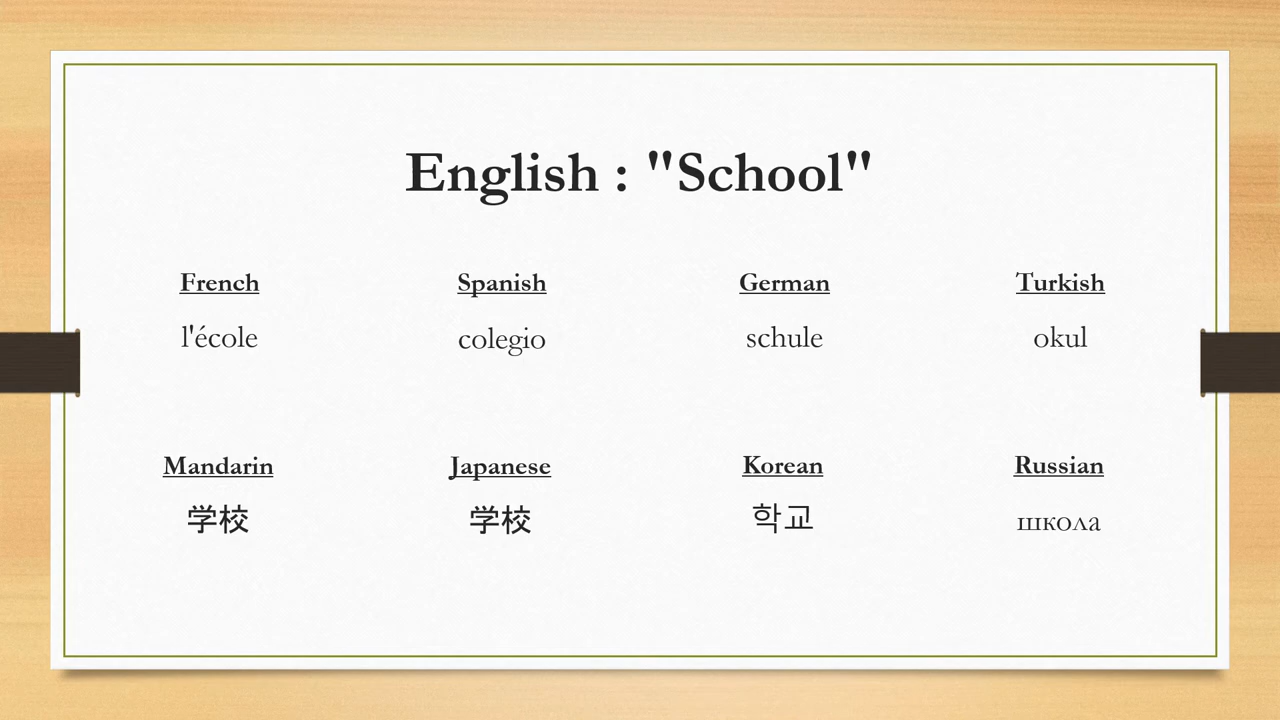 English : "School"
French Spanish German Turkish
l'école colegio schule okul
Mandarin Japanese Korean Russian
学校 学校 학교 школа